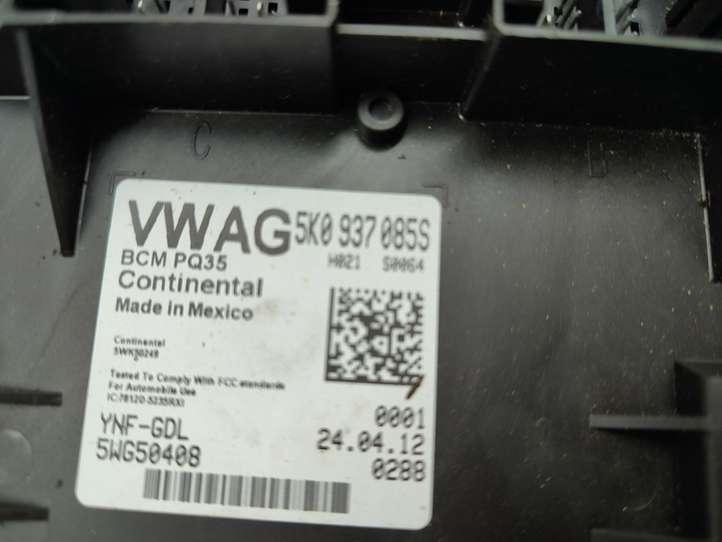 C
VWAG 5K0 937 085S
BCM PQ35 H021 S0064
Continental
Made in Mexico
Continental
Tested To Comply With FCC standards
For Automobile Use
YNF-GDL 0001
24.04.12
5WG50408 0288